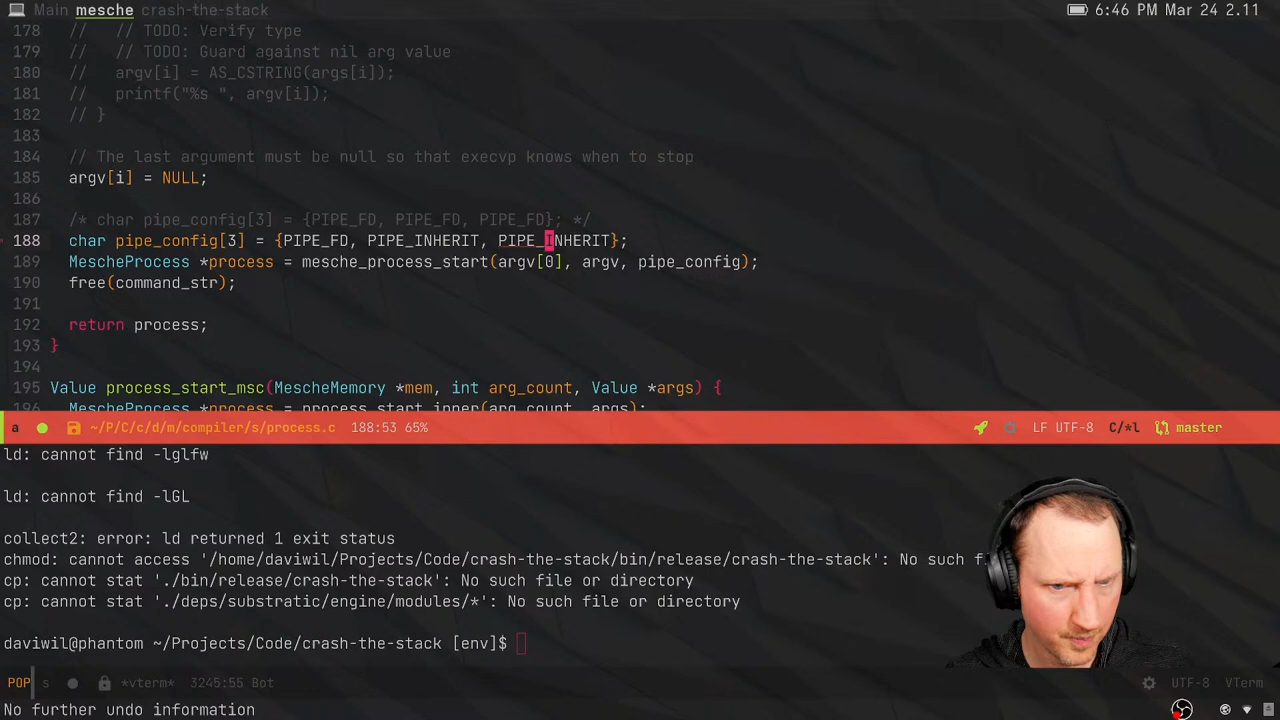 Main mesche crash-the-stack 6:46 PM Mar 24 2.11
178 // // TODO: Verify type
179 // // TODO: Guard against nil arg value
180 // argv[i] = AS_CSTRING(args[i]);
181 // printf("%s ", argv[i]);
182 // }
183
184 // The last argument must be null so that execvp knows when to stop
185 argv[i] = NULL;
186
187 /* char pipe_config[3] = {PIPE_FD, PIPE_FD, PIPE_FD}; */
188 char pipe_config[3] = {PIPE_FD, PIPE_INHERIT, PIPE_INHERIT};
189 MescheProcess *process = mesche_process_start(argv[0], argv, pipe_config);
190 free(command_str);
191
192 return process;
193 }
194
195 Value process_start_msc(MescheMemory *mem, int arg_count, Value *args) {
196 MescheProcess *process = process_start_inner(arg_count, args);
a ~/P/C/c/d/m/compiler/s/process.c 188:53 65% LF UTF-8 C/*l master
ld: cannot find -lglfw
ld: cannot find -lGL
collect2: error: ld returned 1 exit status
chmod: cannot access '/home/daviwil/Projects/Code/crash-the-stack/bin/release/crash-the-stack': No such
cp: cannot stat './bin/release/crash-the-stack': No such file or directory
cp: cannot stat './deps/substratic/engine/modules/*': No such file or directory
daviwil@phantom ~/Projects/Code/crash-the-stack [env]$
POP s *vterm* 3245:55 Bot UTF-8 VTerm
No further undo information